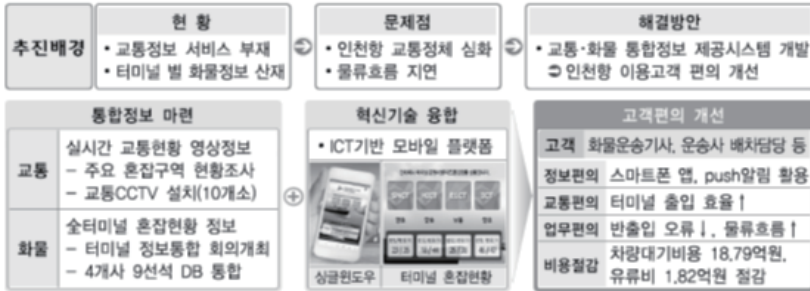 추진배경
현 황
• 교통정보 서비스 부재
• 터미널 별 화물정보 산재
문제점
• 인천항 교통정체 심화
• 물류흐름 지연
해결방안
• 교통·화물 통합정보 제공시스템 개발
➲ 인천항 이용고객 편의 개선
통합정보 마련
교통
실시간 교통현황 영상정보
– 주요 혼잡구역 현황조사
– 교통CCTV 설치(10개소)
화물
全터미널 혼잡현황 정보
– 터미널 정보통합 회의개최
– 4개사 9선석 DB 통합
혁신기술 융합
• ICT기반 모바일 플랫폼
싱글윈도우
터미널 혼잡현황
고객편의 개선
고객 화물운송기사, 운송사 배차담당 등
정보편의 스마트폰 앱, push알림 활용
교통편의 터미널 출입 효율↑
업무편의 반출입 오류↓, 물류흐름↑
비용절감 차량대기비용 18.79억원,
유류비 1.82억원 절감